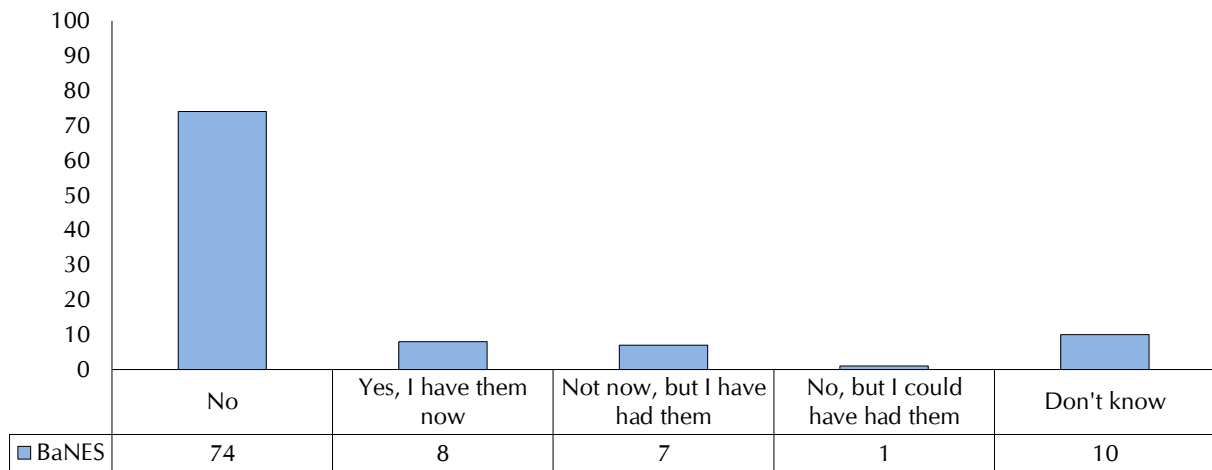 100
90
80
70
60
50
40
30
20
10
0
No
Yes, I have them
now
Not now, but I have
had them
No, but I could
have had them
Don't know
BaNES 74 8 7 1 10